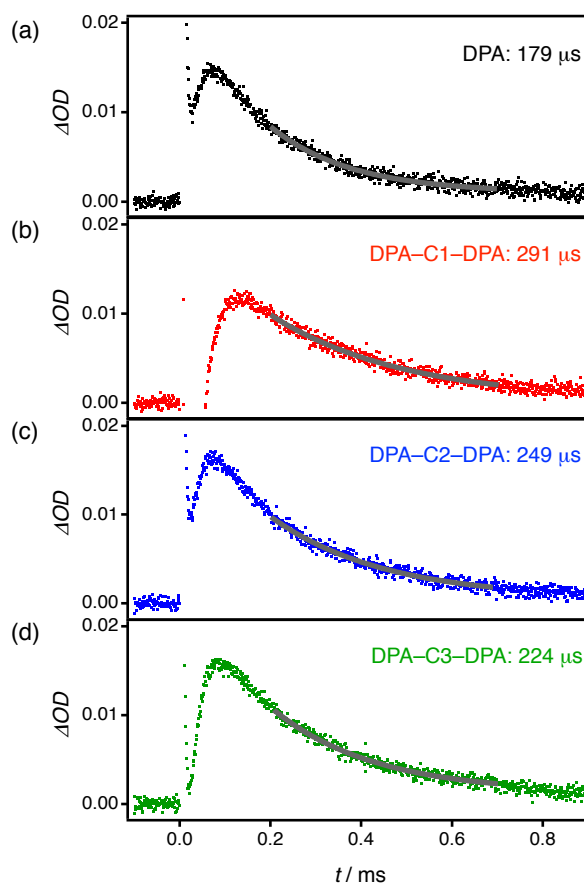 (a)
0.02
0.01
0.00
ΔOD
DPA: 179 μs
(b)
0.02
0.01
0.00
ΔOD
DPA–C1–DPA: 291 μs
(c)
0.02
0.01
0.00
ΔOD
DPA–C2–DPA: 249 μs
(d)
0.02
0.01
0.00
ΔOD
DPA–C3–DPA: 224 μs
0.0 0.2 0.4 0.6 0.8
t / ms